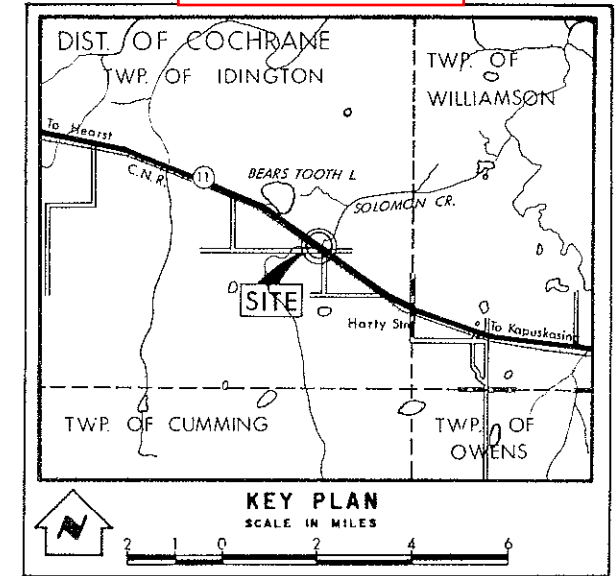 DIST. OF COCHRANE
TWP. OF IDINGTON
TWP. OF
WILLIAMSON
To Hearst
C.N.R.
11
BEARS TOOTH L.
SOLOMON CR.
SITE
Harty Stn
To Kapuskasing
TWP. OF CUMMING
TWP. OF
OWENS
N
KEY PLAN
SCALE IN MILES
2 1 0 2 4 6